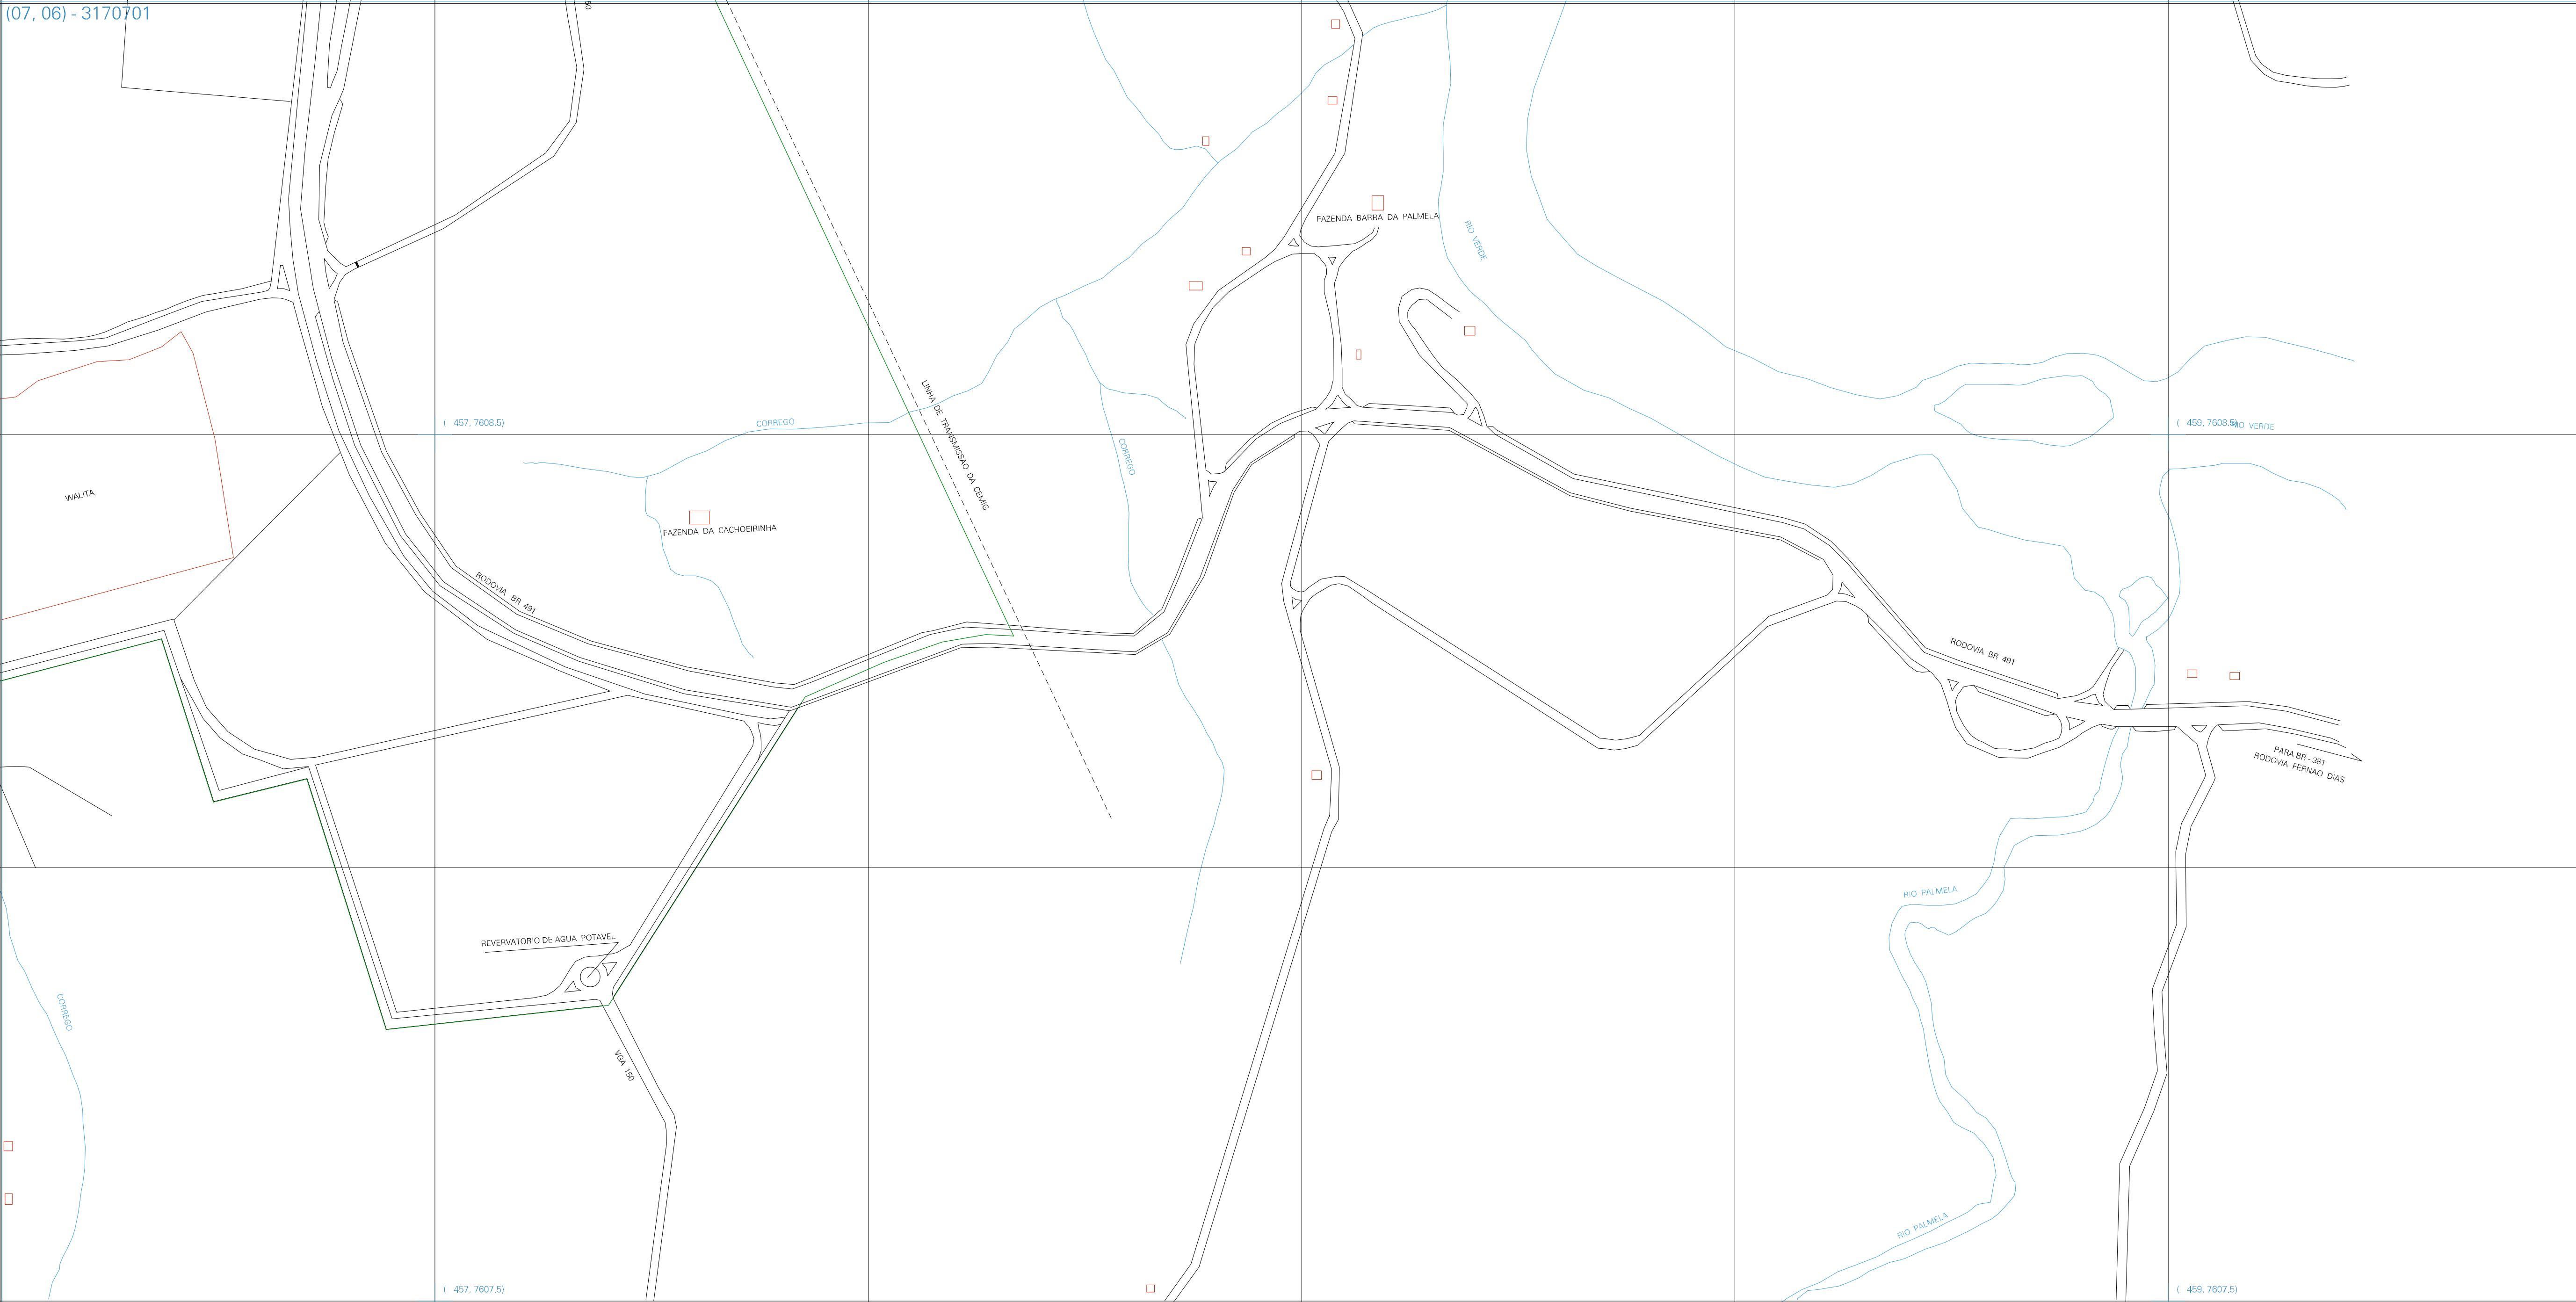 (07, 06) - 3170701
50
FAZENDA BARRA DA PALMELA
RIO VERDE
LINHA DE TRANSMISSAO DA CEMIG
( 457, 7608.5)
CORREGO
( 459, 7608.5)
RIO VERDE
CORREGO
WALITA
FAZENDA DA CACHOEIRINHA
RODOVIA BR 491
RODOVIA BR 491
PARA BR - 381
RODOVIA FERNAO DIAS
RIO PALMELA
REVERVATORIO DE AGUA POTAVEL
CORREGO
VGA 150
RIO PALMELA
( 457, 7607.5)
( 459, 7607.5)